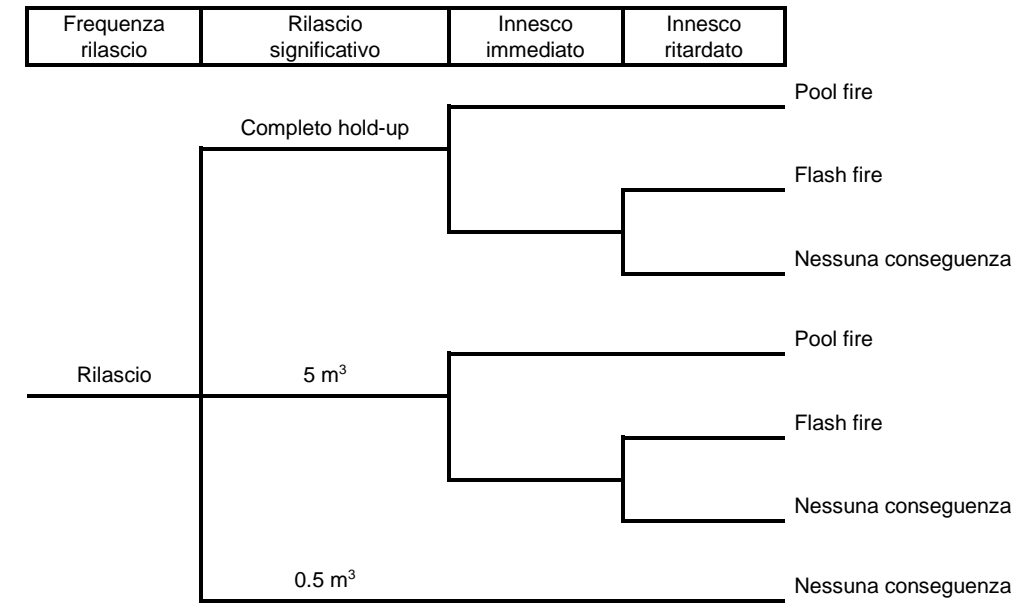 Frequenza
rilascio
Rilascio
significativo
Innesco
immediato
Innesco
ritardato
Pool fire
Completo hold-up
Flash fire
Nessuna conseguenza
Pool fire
Rilascio
5 m³
Flash fire
Nessuna conseguenza
0.5 m³
Nessuna conseguenza